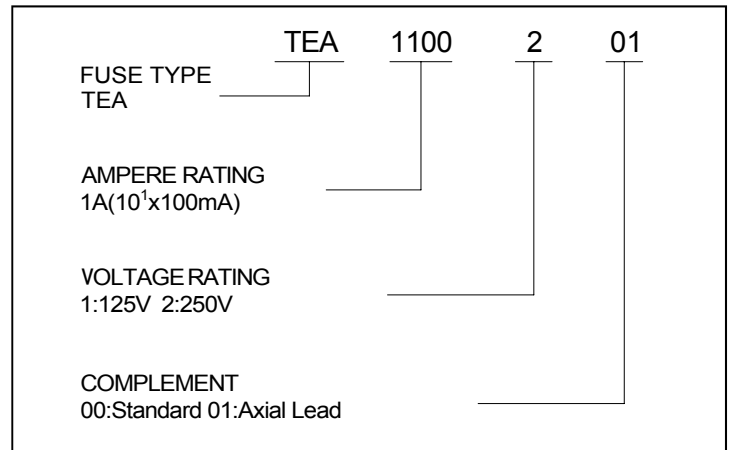 TEA 1100 2 01
FUSE TYPE
TEA
AMPERE RATING
1A(10¹x100mA)
VOLTAGE RATING
1:125V 2:250V
COMPLEMENT
00:Standard 01:Axial Lead